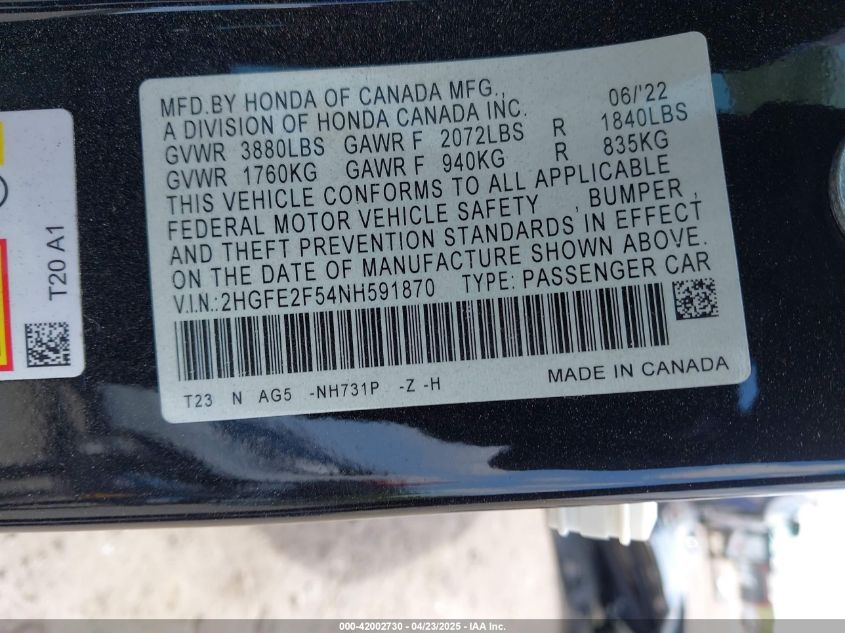 MFD.BY HONDA OF CANADA MFG., 06/'22
A DIVISION OF HONDA CANADA INC.
GVWR 3880LBS GAWR F 2072LBS R 1840LBS
GVWR 1760KG GAWR F 940KG R 835KG
THIS VEHICLE CONFORMS TO ALL APPLICABLE
FEDERAL MOTOR VEHICLE SAFETY , BUMPER ,
AND THEFT PREVENTION STANDARDS IN EFFECT
ON THE DATE OF MANUFACTURE SHOWN ABOVE.
V.I.N.:2HGFE2F54NH591870 TYPE: PASSENGER CAR
T23 N AG5 -NH731P -Z -H MADE IN CANADA
T20 A1
000-42002730 - 04/23/2025 - IAA Inc.